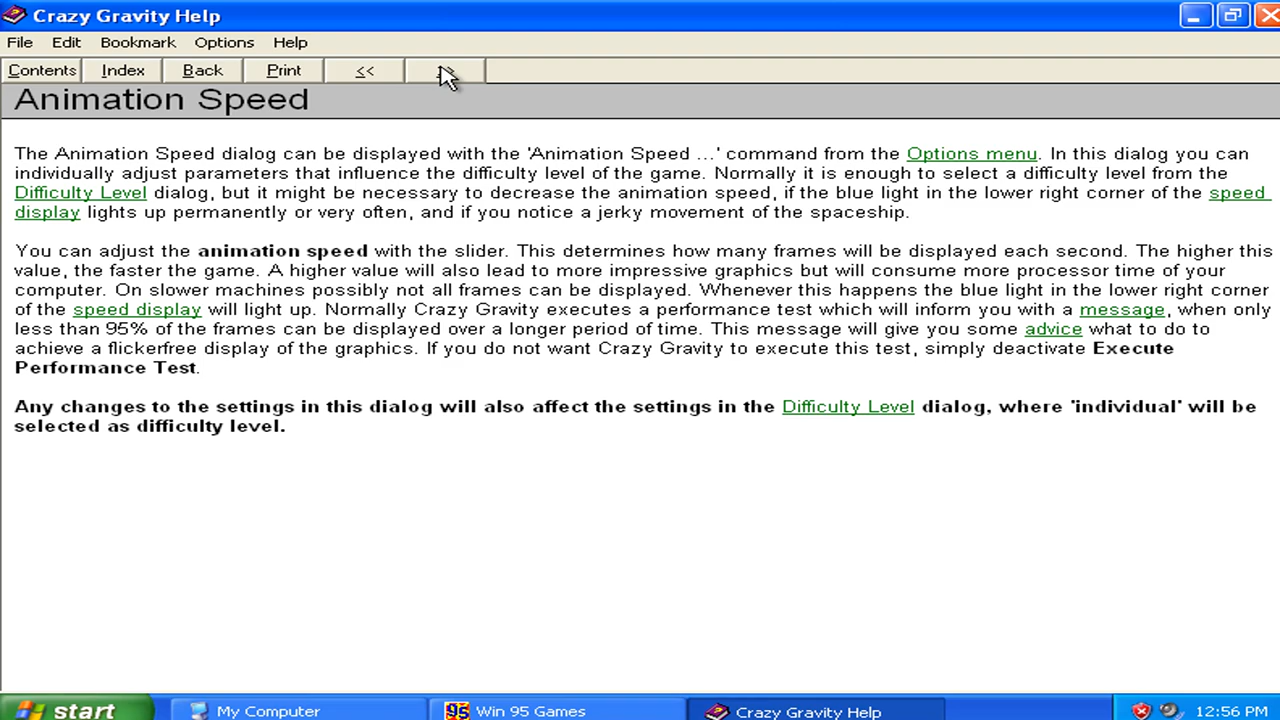 Crazy Gravity Help
File Edit Bookmark Options Help
Contents Index Back Print << >>
Animation Speed
The Animation Speed dialog can be displayed with the 'Animation Speed ...' command from the Options menu. In this dialog you can
individually adjust parameters that influence the difficulty level of the game. Normally it is enough to select a difficulty level from the
Difficulty Level dialog, but it might be necessary to decrease the animation speed, if the blue light in the lower right corner of the speed
display lights up permanently or very often, and if you notice a jerky movement of the spaceship.
You can adjust the animation speed with the slider. This determines how many frames will be displayed each second. The higher this
value, the faster the game. A higher value will also lead to more impressive graphics but will consume more processor time of your
computer. On slower machines possibly not all frames can be displayed. Whenever this happens the blue light in the lower right corner
of the speed display will light up. Normally Crazy Gravity executes a performance test which will inform you with a message, when only
less than 95% of the frames can be displayed over a longer period of time. This message will give you some advice what to do to
achieve a flickerfree display of the graphics. If you do not want Crazy Gravity to execute this test, simply deactivate Execute
Performance Test.
Any changes to the settings in this dialog will also affect the settings in the Difficulty Level dialog, where 'individual' will be
selected as difficulty level.
start My Computer 95 Win 95 Games Crazy Gravity Help 12:56 PM